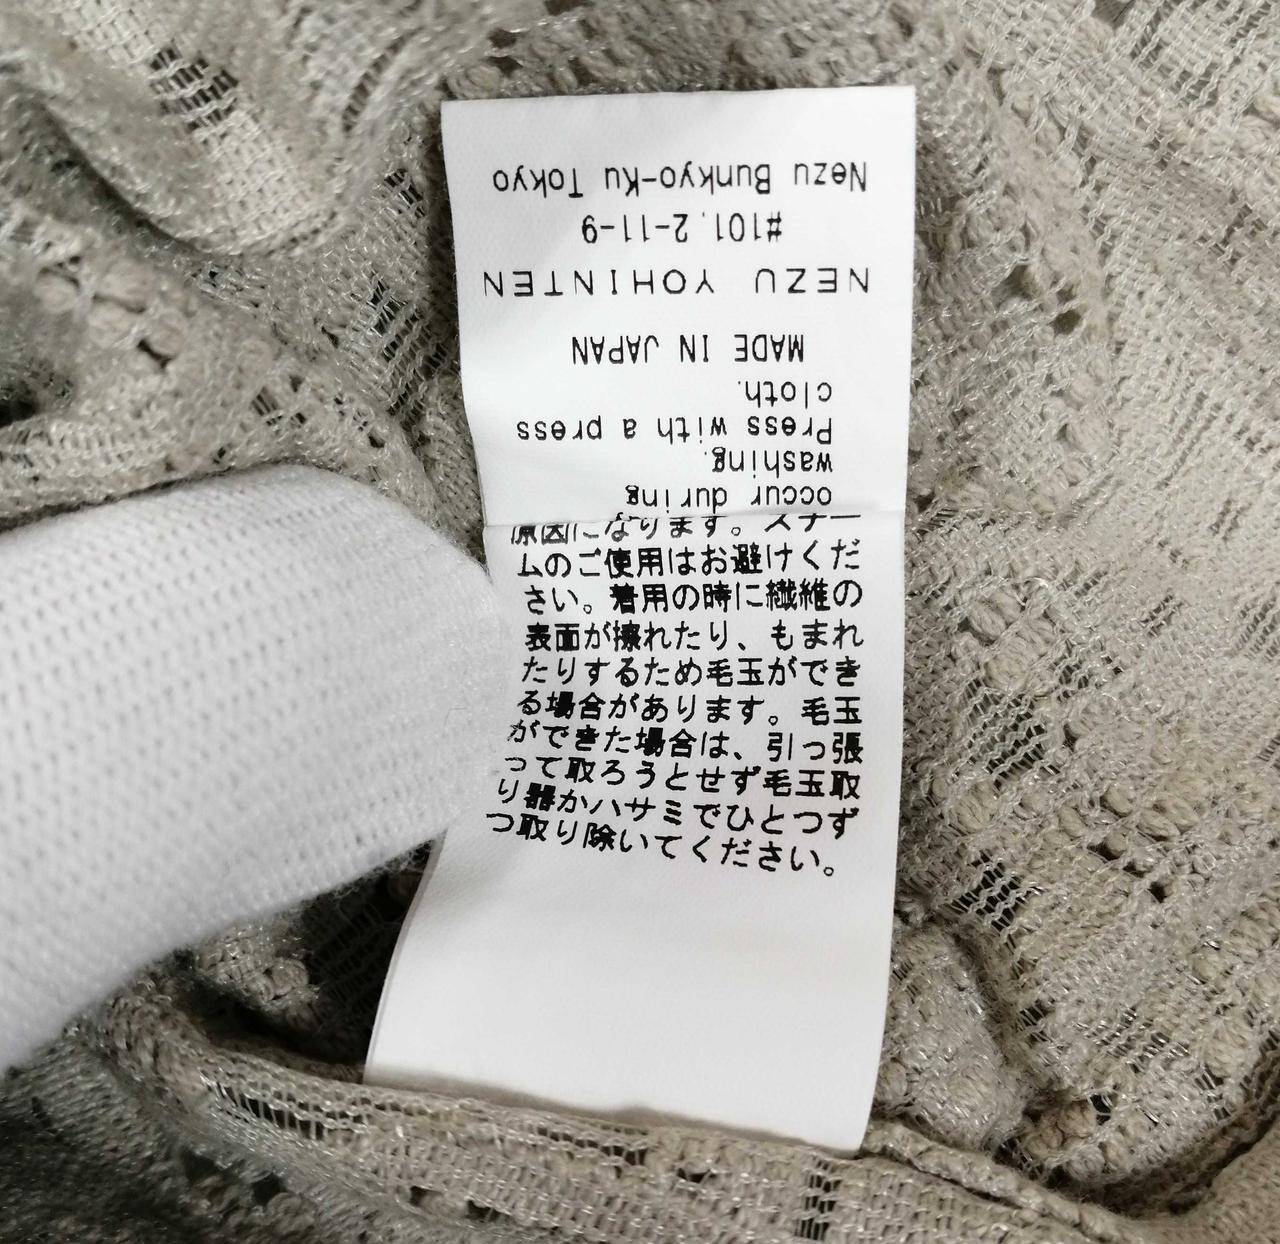 occur during
washing.
Press with a press
cloth.
MADE IN JAPAN
NEZU YOHINTEN
#101.2-11-9
Nezu Bunkyo-Ku Tokyo
原因になります。スチー
ムのご使用はお避けくだ
さい。着用の時に繊維の
表面が擦れたり、もまれ
たりするため毛玉ができ
る場合があります。毛玉
ができた場合は、引っ張
って取ろうとせず毛玉取
り器かハサミでひとつず
つ取り除いてください。